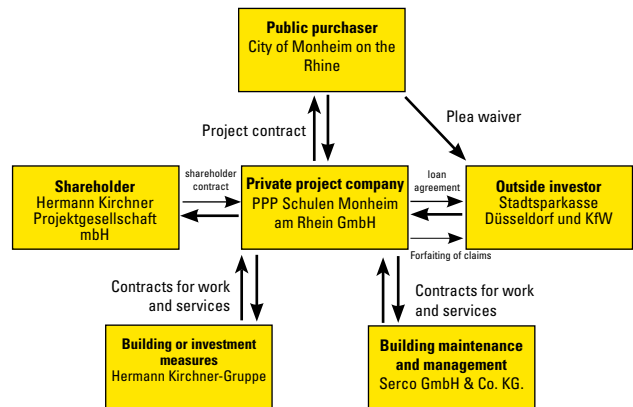 Public purchaser
City of Monheim on the
Rhine
Project contract
Plea waiver
Shareholder
Hermann Kirchner
Projektgesellschaft
mbH
shareholder
contract
Private project company
PPP Schulen Monheim
am Rhein GmbH
loan
agreement
Outside investor
Stadtsparkasse
Düsseldorf und KfW
Forfaiting of claims
Contracts for work
and services
Contracts for work
and services
Building or investment
measures
Hermann Kirchner-Gruppe
Building maintenance
and management
Serco GmbH & Co. KG.